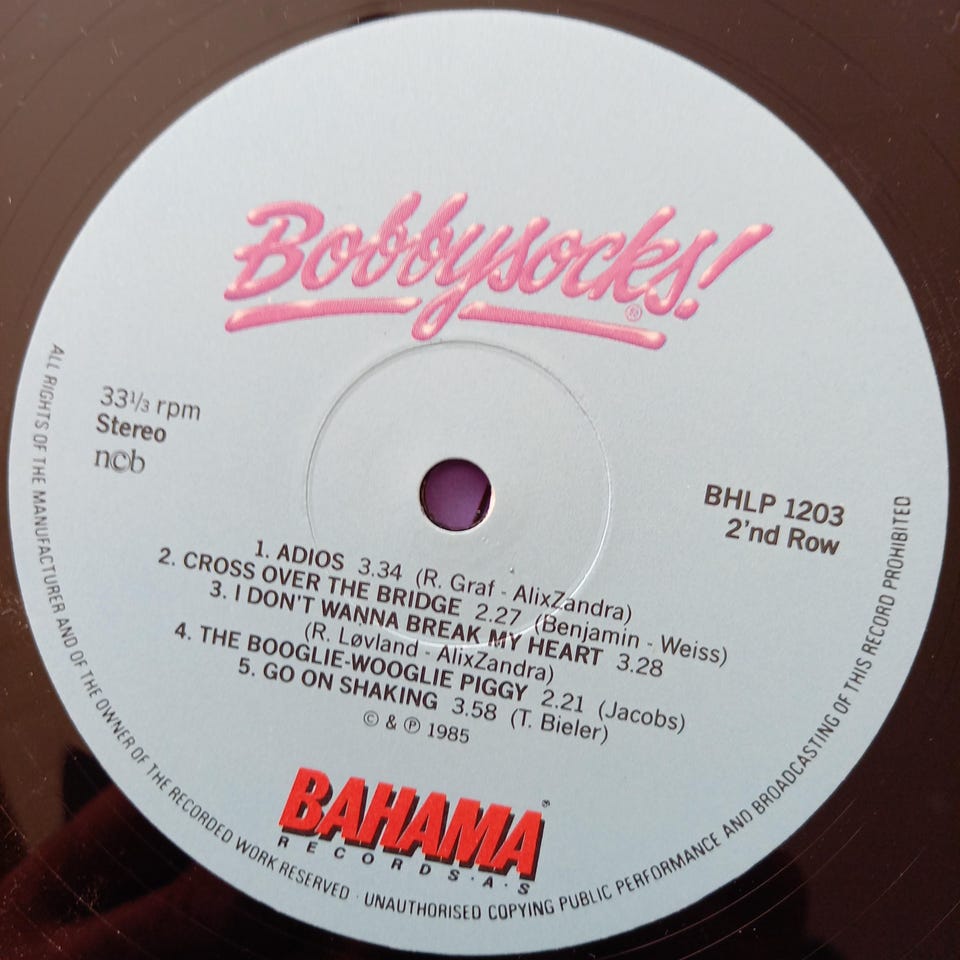 Bobbysocks!
®
33⅓ rpm
Stereo
ncb
BHLP 1203
2'nd Row
1. ADIOS 3.34 (R. Graf - AlixZandra)
2. CROSS OVER THE BRIDGE 2.27 (Benjamin - Weiss)
3. I DON'T WANNA BREAK MY HEART 3.28
(R. Løvland - AlixZandra)
4. THE BOOGLIE-WOOGLIE PIGGY 2.21 (Jacobs)
5. GO ON SHAKING 3.58 (T. Bieler)
© & ℗ 1985
BAHAMA
RECORDS·A·S
ALL RIGHTS OF THE MANUFACTURER AND OF THE OWNER OF THE RECORDED WORK RESERVED · UNAUTHORISED COPYING PUBLIC PERFORMANCE AND BROADCASTING OF THIS RECORD PROHIBITED